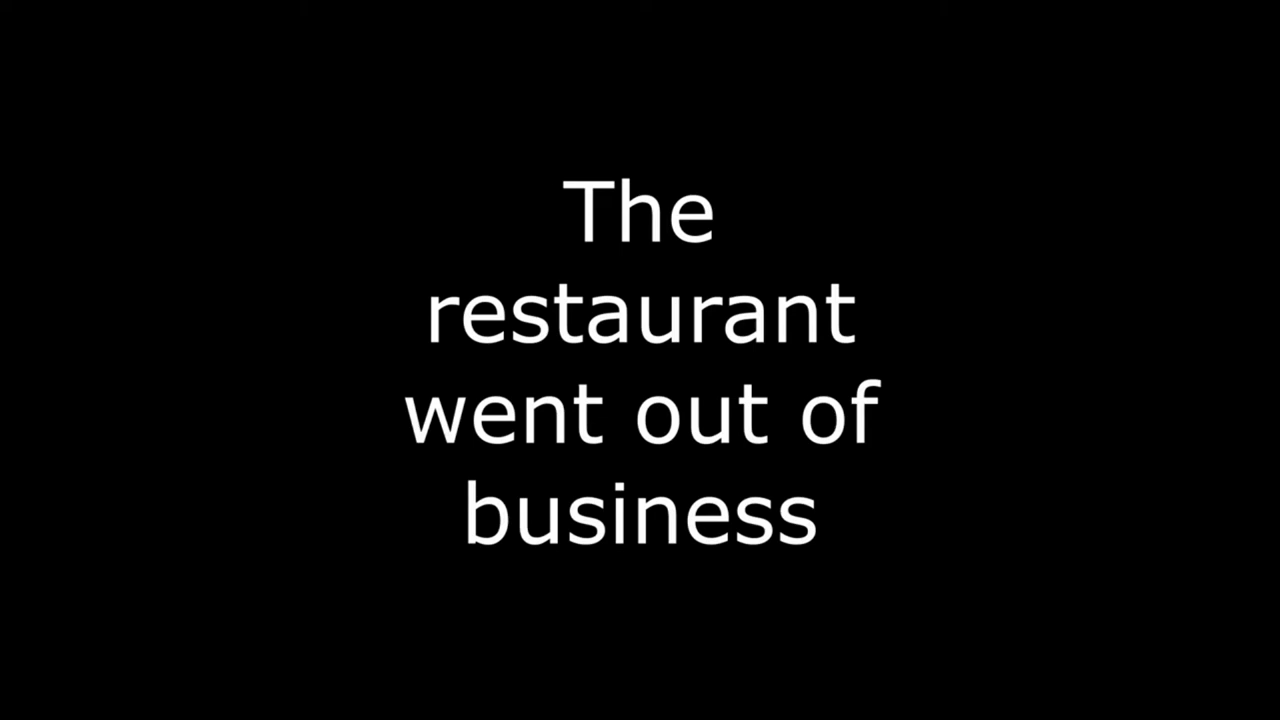 The
restaurant
went out of
business